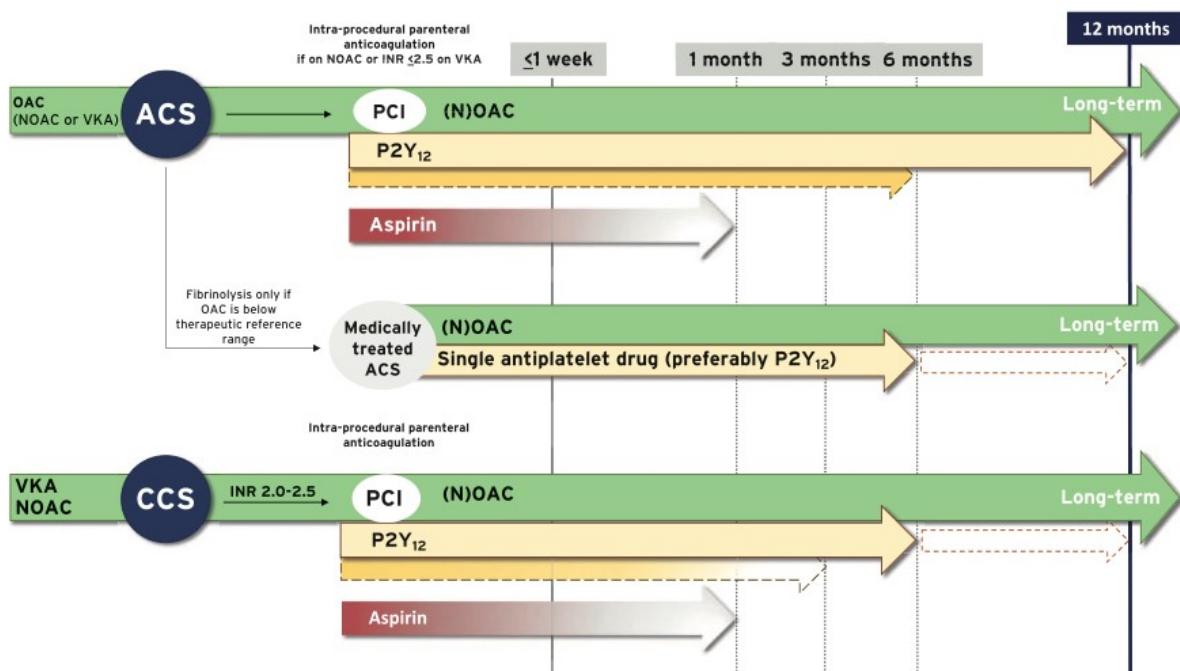 Intra-procedural parenteral
anticoagulation
if on NOAC or INR ≤2.5 on VKA
≤1 week
1 month
3 months
6 months
12 months
OAC
(NOAC or VKA)
ACS
PCI
(N)OAC
Long-term
P2Y₁₂
Aspirin
Fibrinolysis only if
OAC is below
therapeutic reference
range
Medically
treated
ACS
(N)OAC
Long-term
Single antiplatelet drug (preferably P2Y₁₂)
Intra-procedural parenteral
anticoagulation
VKA
NOAC
CCS
INR 2.0-2.5
PCI
(N)OAC
Long-term
P2Y₁₂
Aspirin